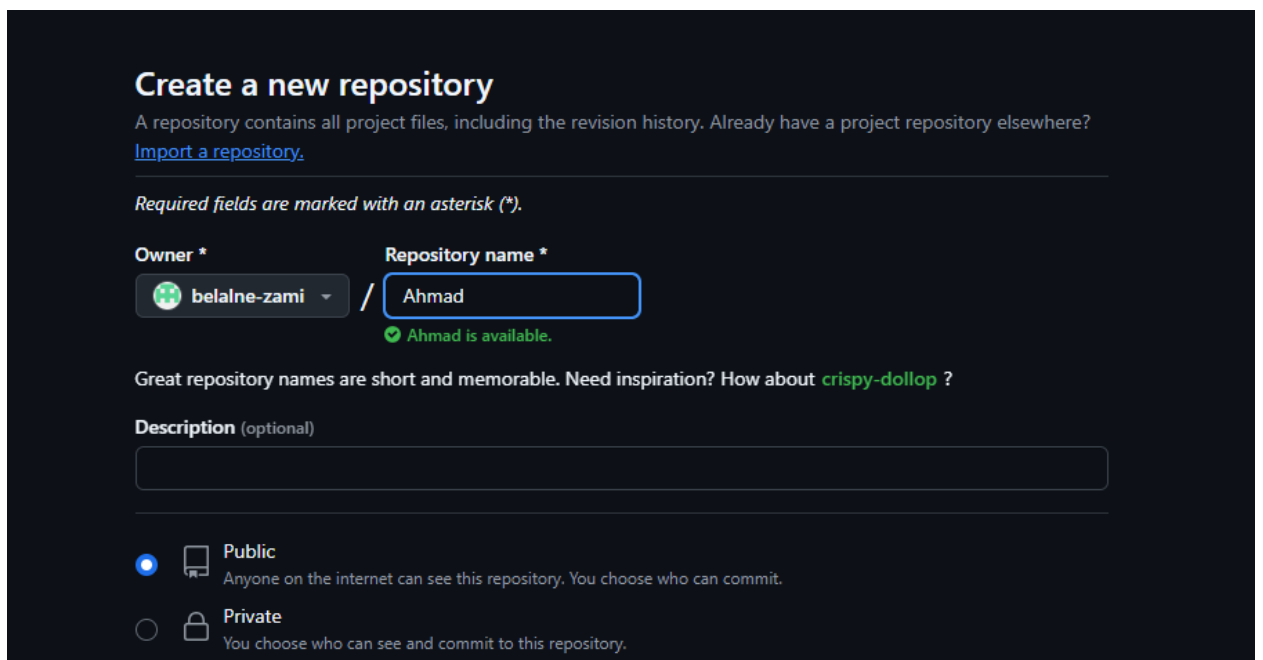 Create a new repository
A repository contains all project files, including the revision history. Already have a project repository elsewhere?
Import a repository.
Required fields are marked with an asterisk (*).
Owner * Repository name *
belalne-zami / Ahmad
Ahmad is available.
Great repository names are short and memorable. Need inspiration? How about crispy-dollop ?
Description (optional)
Public
Anyone on the internet can see this repository. You choose who can commit.
Private
You choose who can see and commit to this repository.